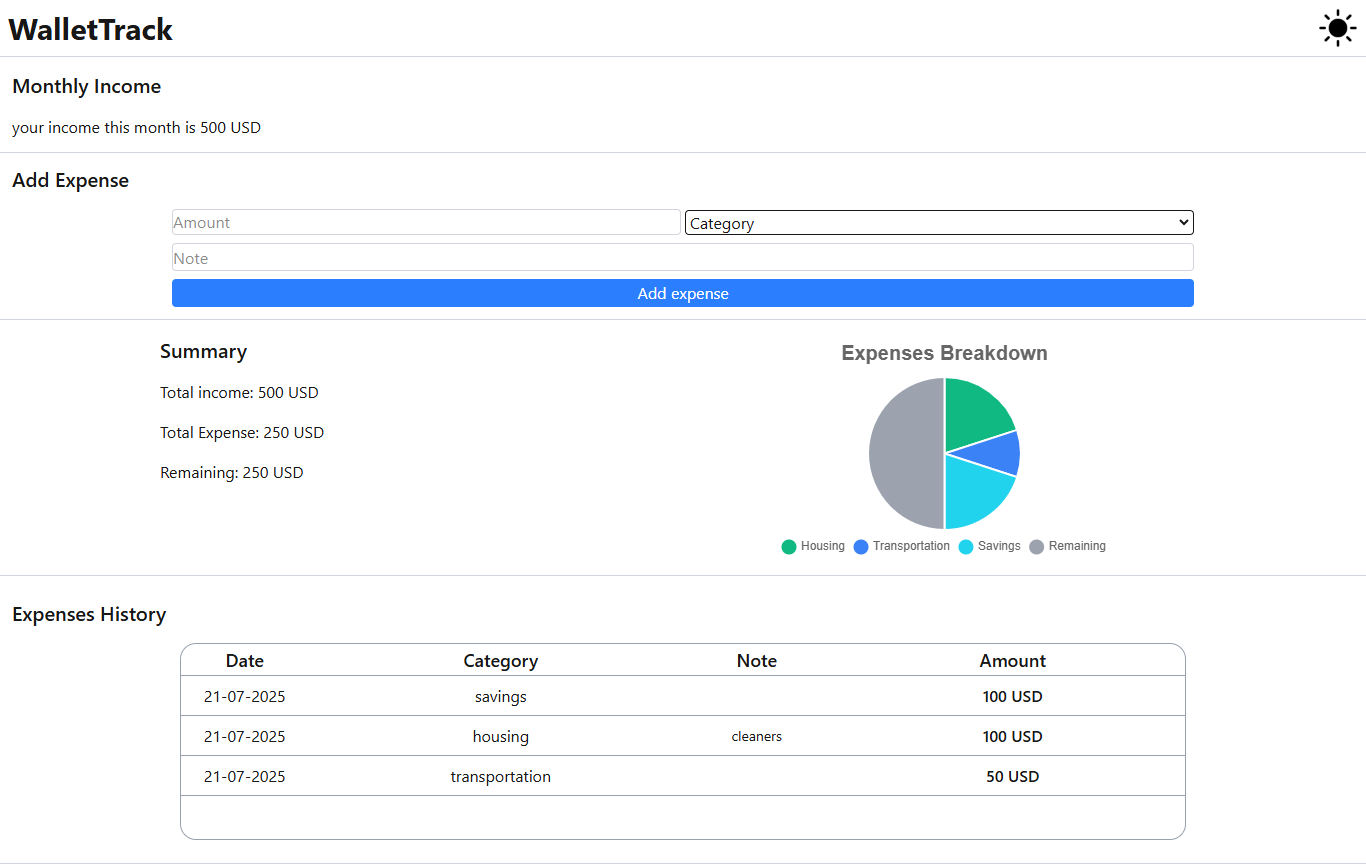 WalletTrack
Monthly Income
your income this month is 500 USD
Add Expense
Amount Category
Note
Add expense
Summary
Total income: 500 USD
Total Expense: 250 USD
Remaining: 250 USD
Expenses Breakdown
Housing Transportation Savings Remaining
Expenses History
Date Category Note Amount
21-07-2025 savings 100 USD
21-07-2025 housing cleaners 100 USD
21-07-2025 transportation 50 USD